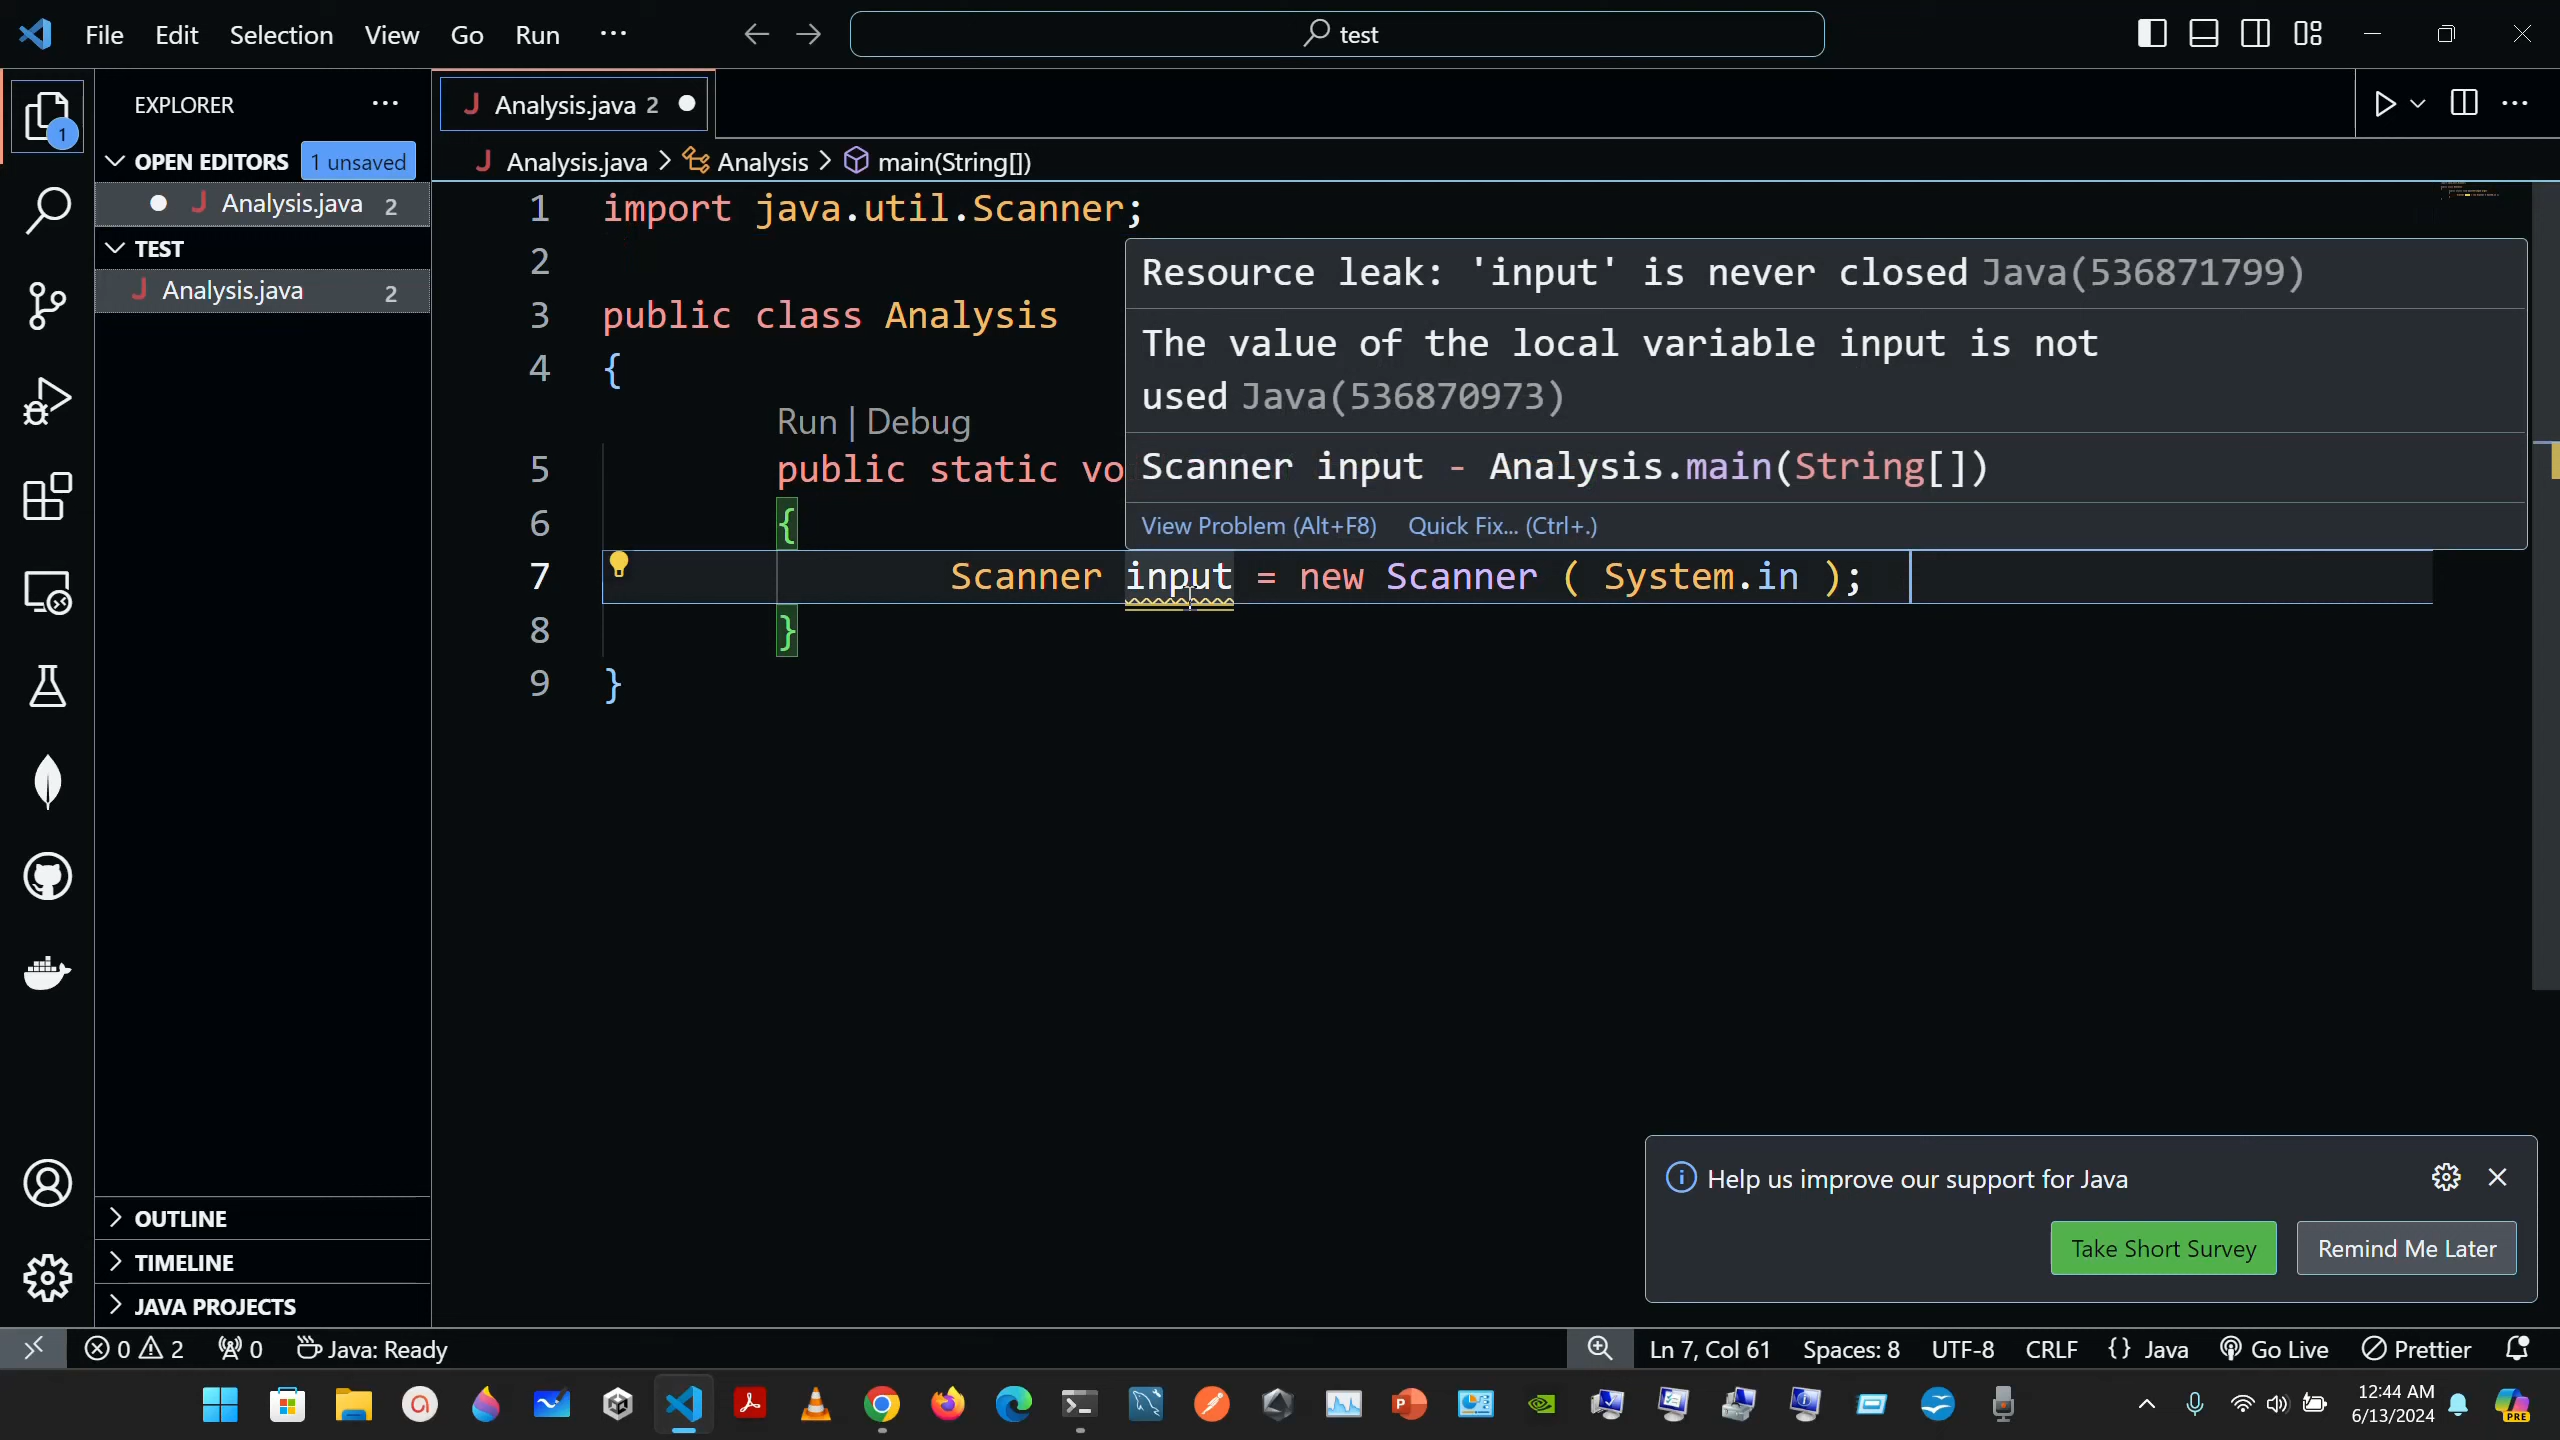 File Edit Selection View Go Run ··· test
EXPLORER ···
OPEN EDITORS 1 unsaved
Analysis.java 2
TEST
Analysis.java 2
OUTLINE
TIMELINE
JAVA PROJECTS
Analysis.java 2
Analysis.java > Analysis > main(String[])
1 import java.util.Scanner;
2
3 public class Analysis
4 {
Run | Debug
5 public static vo
6 {
7 Scanner input = new Scanner ( System.in );
8 }
9 }
Resource leak: 'input' is never closed Java(536871799)
The value of the local variable input is not
used Java(536870973)
Scanner input - Analysis.main(String[])
View Problem (Alt+F8) Quick Fix... (Ctrl+.)
Help us improve our support for Java
Take Short Survey Remind Me Later
0 2 0 Java: Ready Ln 7, Col 61 Spaces: 8 UTF-8 CRLF {} Java Go Live Prettier
12:44 AM
6/13/2024
PRE
1